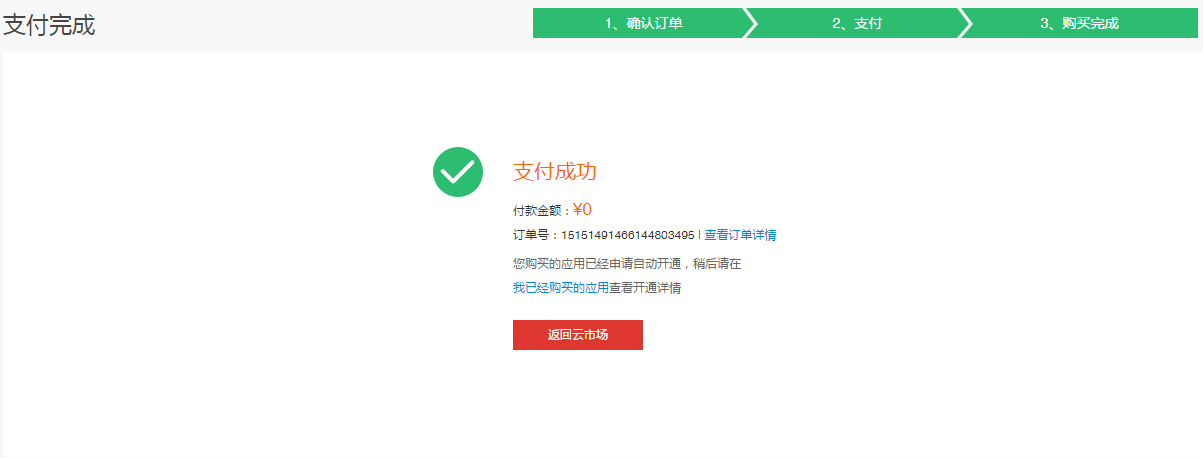 支付完成
1、确认订单
2、支付
3、购买完成
支付成功
付款金额：¥0
订单号：15151491466144803495 | 查看订单详情
您购买的应用已经申请自动开通，稍后请在
我已经购买的应用查看开通详情
返回云市场